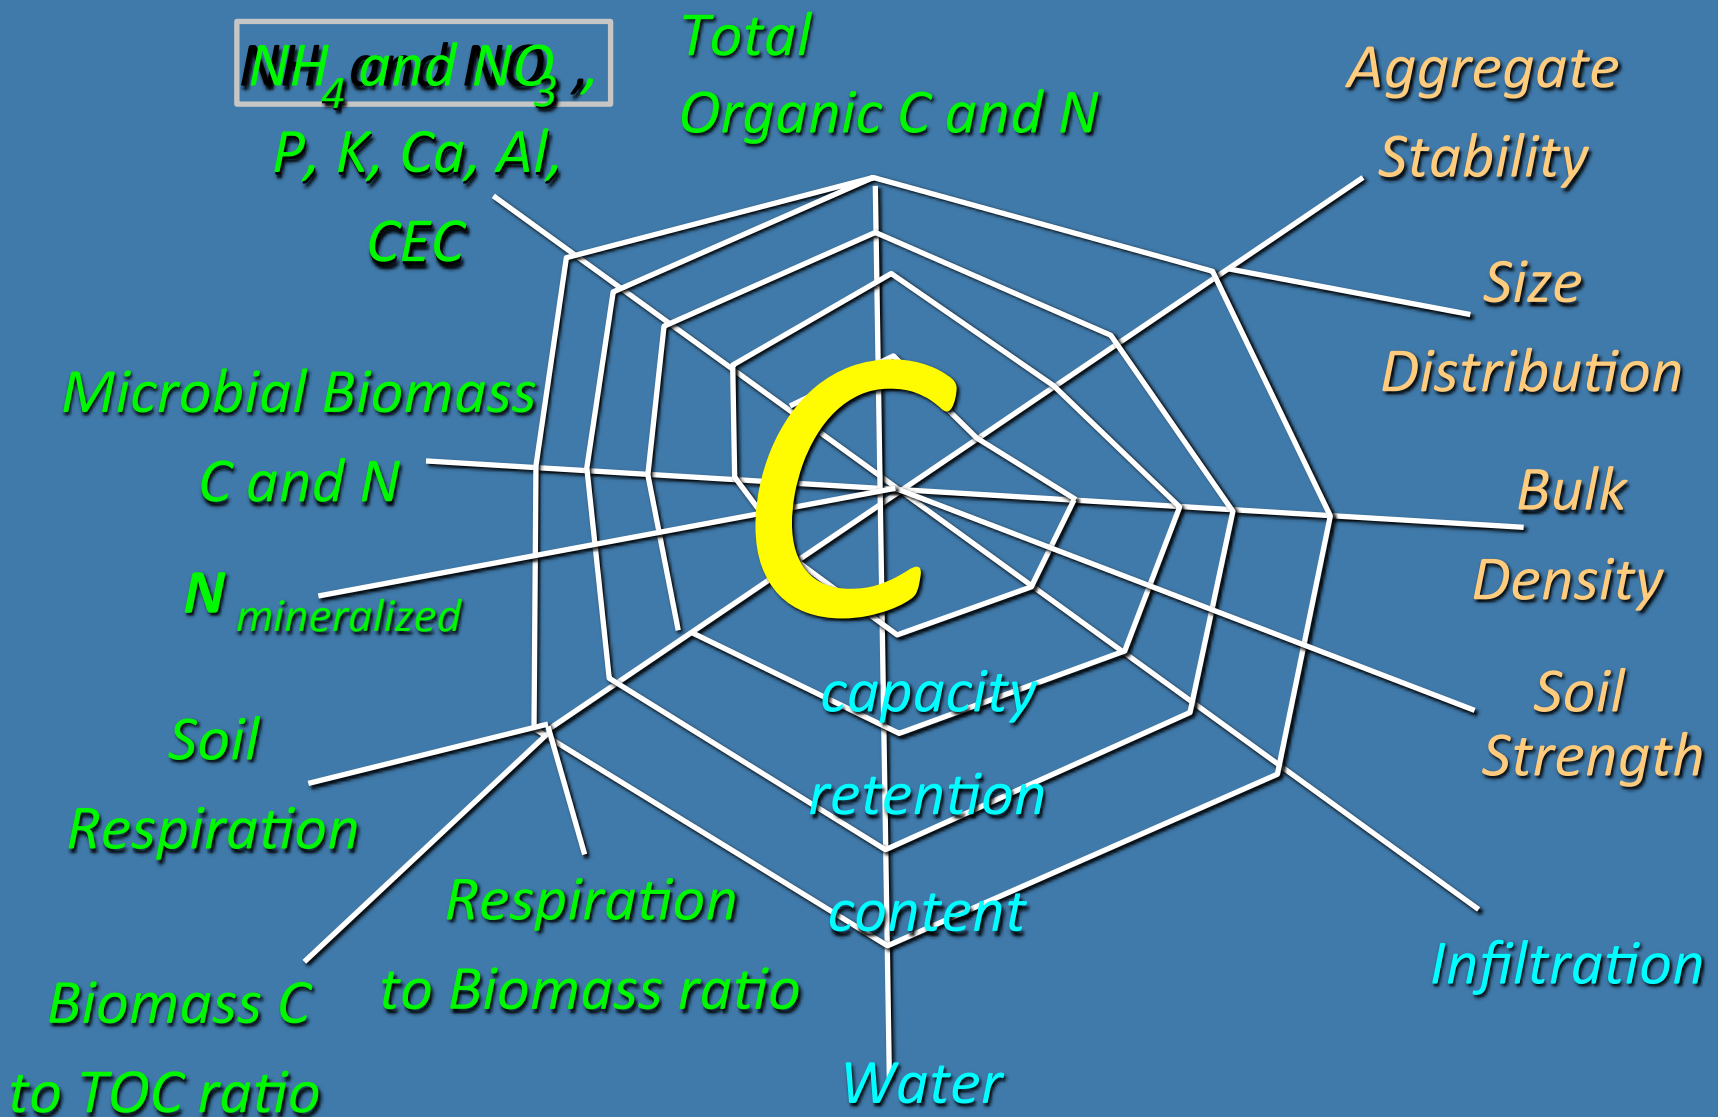 NH4 and NO3 ,
P, K, Ca, Al,
CEC
Total
Organic C and N
Aggregate
Stability
Size
Distribution
Microbial Biomass
C and N
C
Bulk
Density
N mineralized
Soil
Strength
Soil
Respiration
capacity
retention
content
Water
Infiltration
Respiration
to Biomass ratio
Biomass C
to TOC ratio